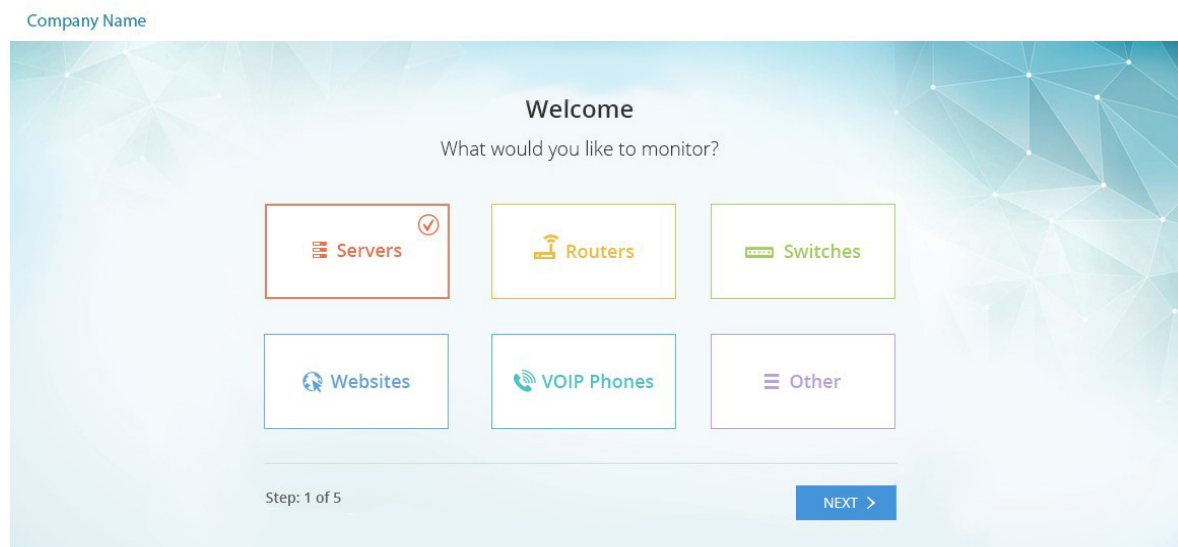 Company Name
Welcome
What would you like to monitor?
Servers
Routers
Switches
Websites
VOIP Phones
Other
Step: 1 of 5
NEXT